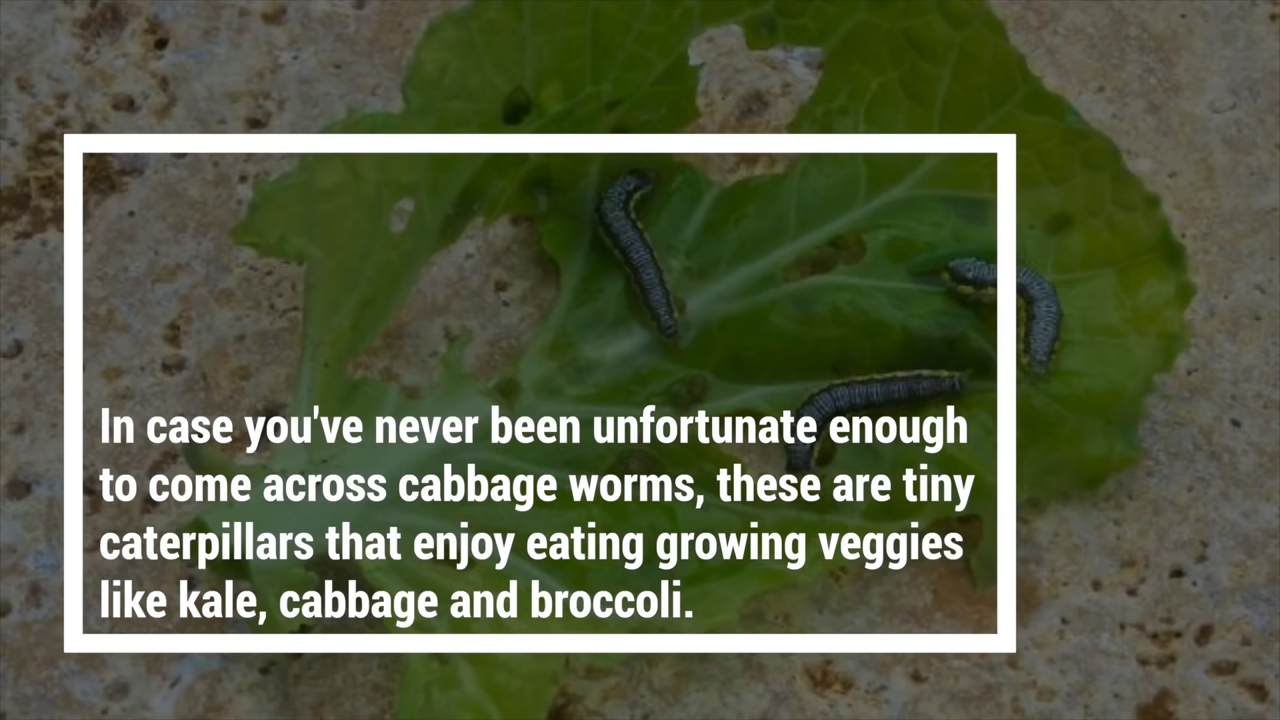 In case you've never been unfortunate enough
to come across cabbage worms, these are tiny
caterpillars that enjoy eating growing veggies
like kale, cabbage and broccoli.